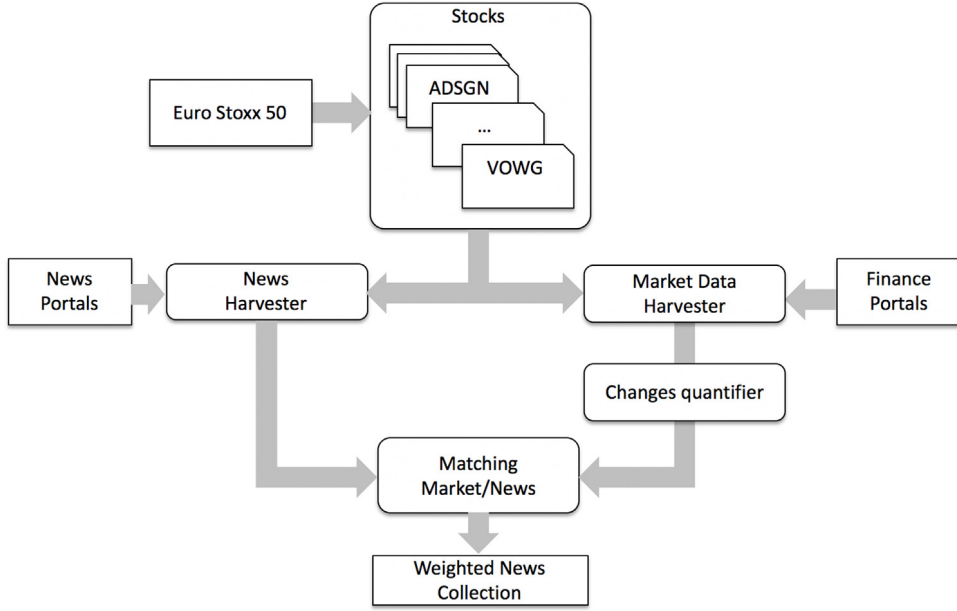 Stocks
ADSGN
Euro Stoxx 50
...
VOWG
News
Portals
News
Harvester
Market Data
Harvester
Finance
Portals
Changes quantifier
Matching
Market/News
Weighted News
Collection